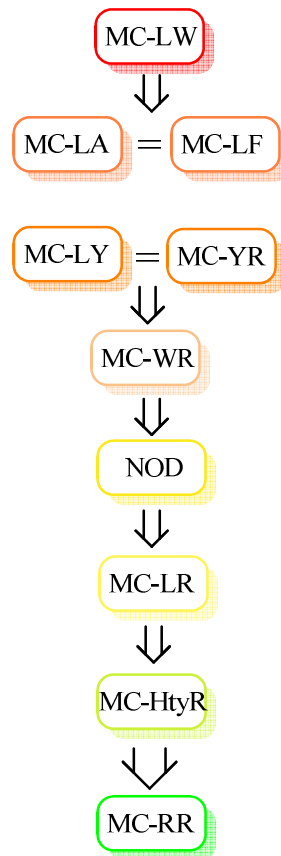 MC-LW
MC-LA = MC-LF
MC-LY = MC-YR
MC-WR
NOD
MC-LR
MC-HtyR
MC-RR